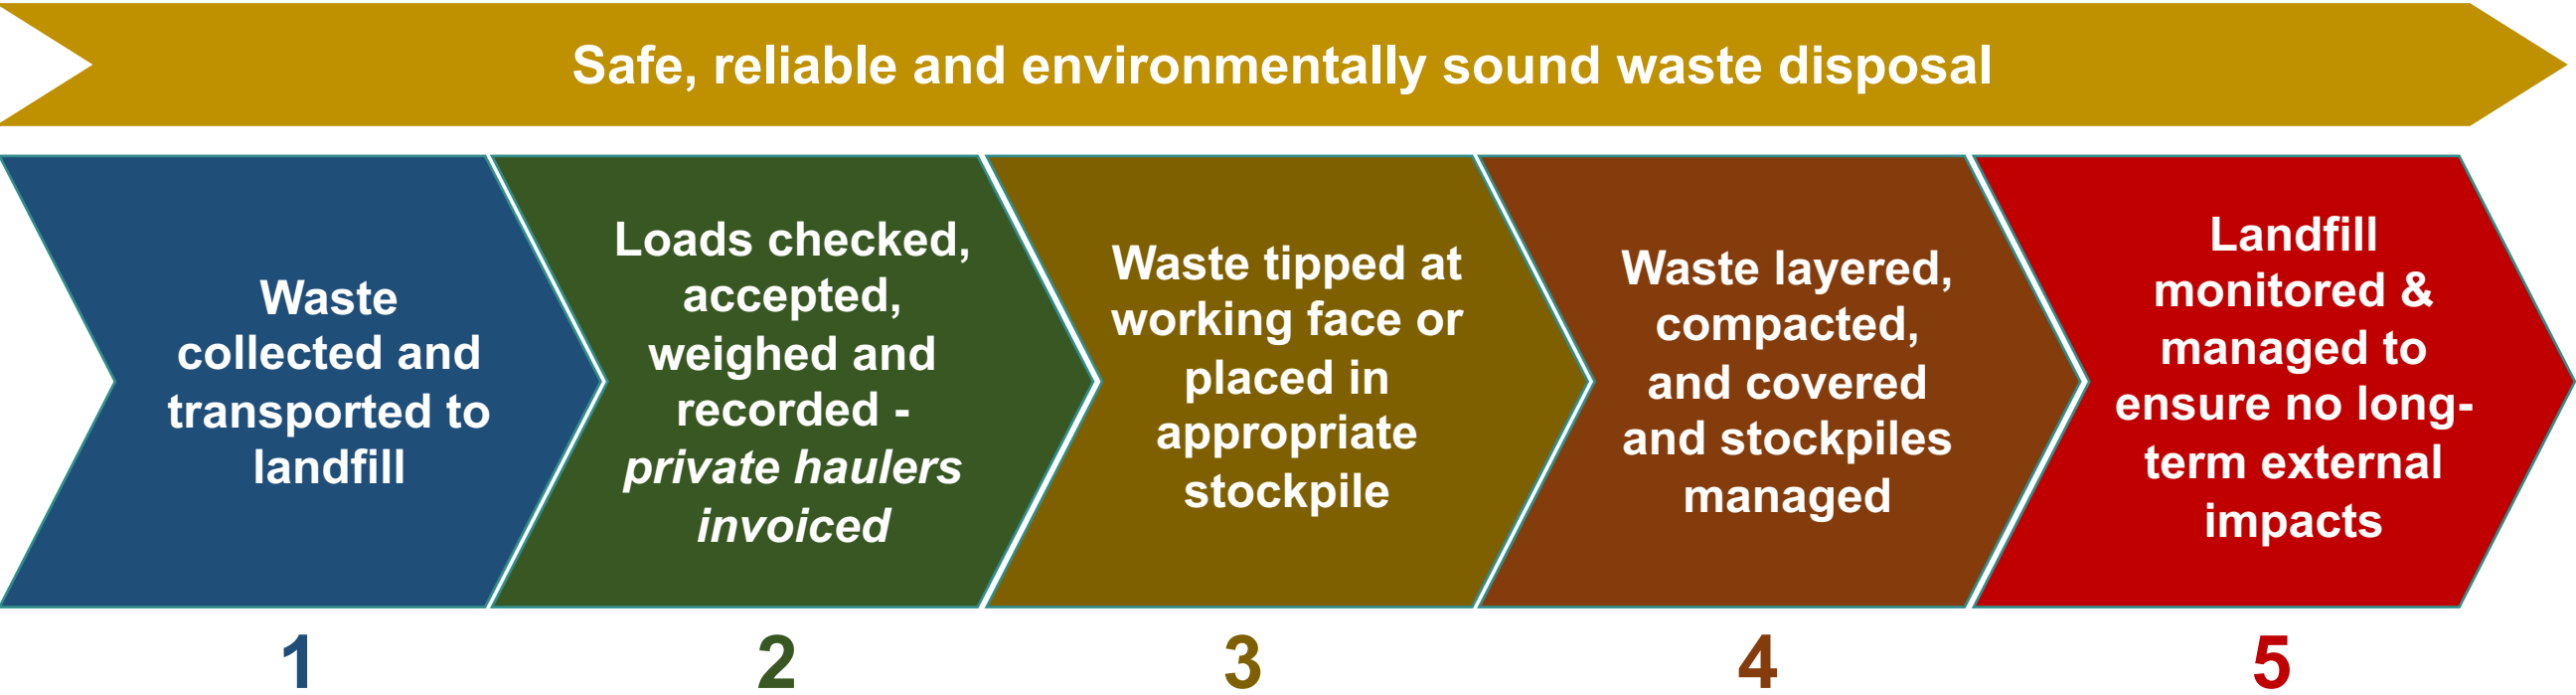 Safe, reliable and environmentally sound waste disposal
Waste
collected and
transported to
landfill
Loads checked,
accepted,
weighed and
recorded -
private haulers
invoiced
Waste tipped at
working face or
placed in
appropriate
stockpile
Waste layered,
compacted,
and covered
and stockpiles
managed
Landfill
monitored &
managed to
ensure no long-
term external
impacts
1
2
3
4
5